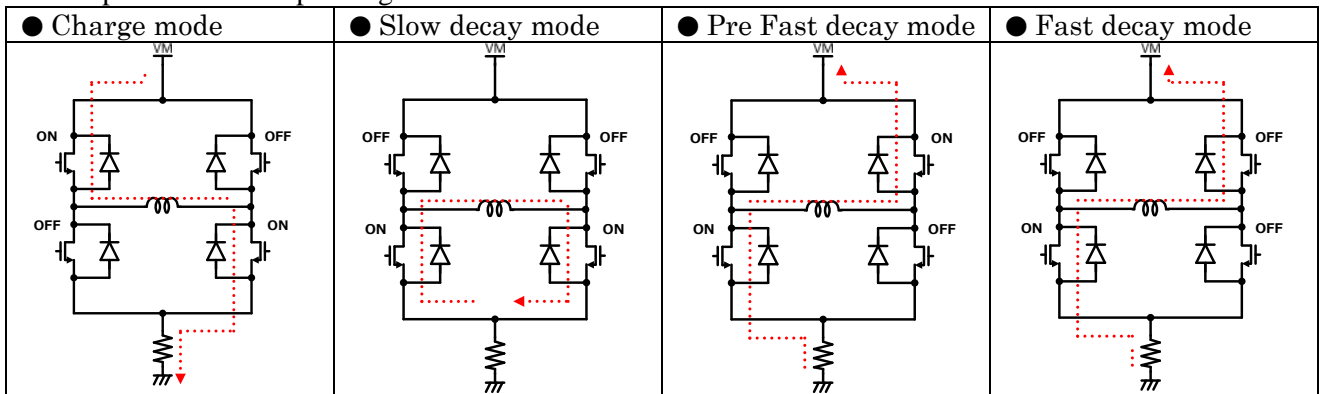 ● Charge mode
● Slow decay mode
● Pre Fast decay mode
● Fast decay mode
VM
ON
OFF
OFF
ON
VM
OFF
OFF
ON
ON
VM
OFF
ON
ON
OFF
VM
OFF
OFF
ON
OFF